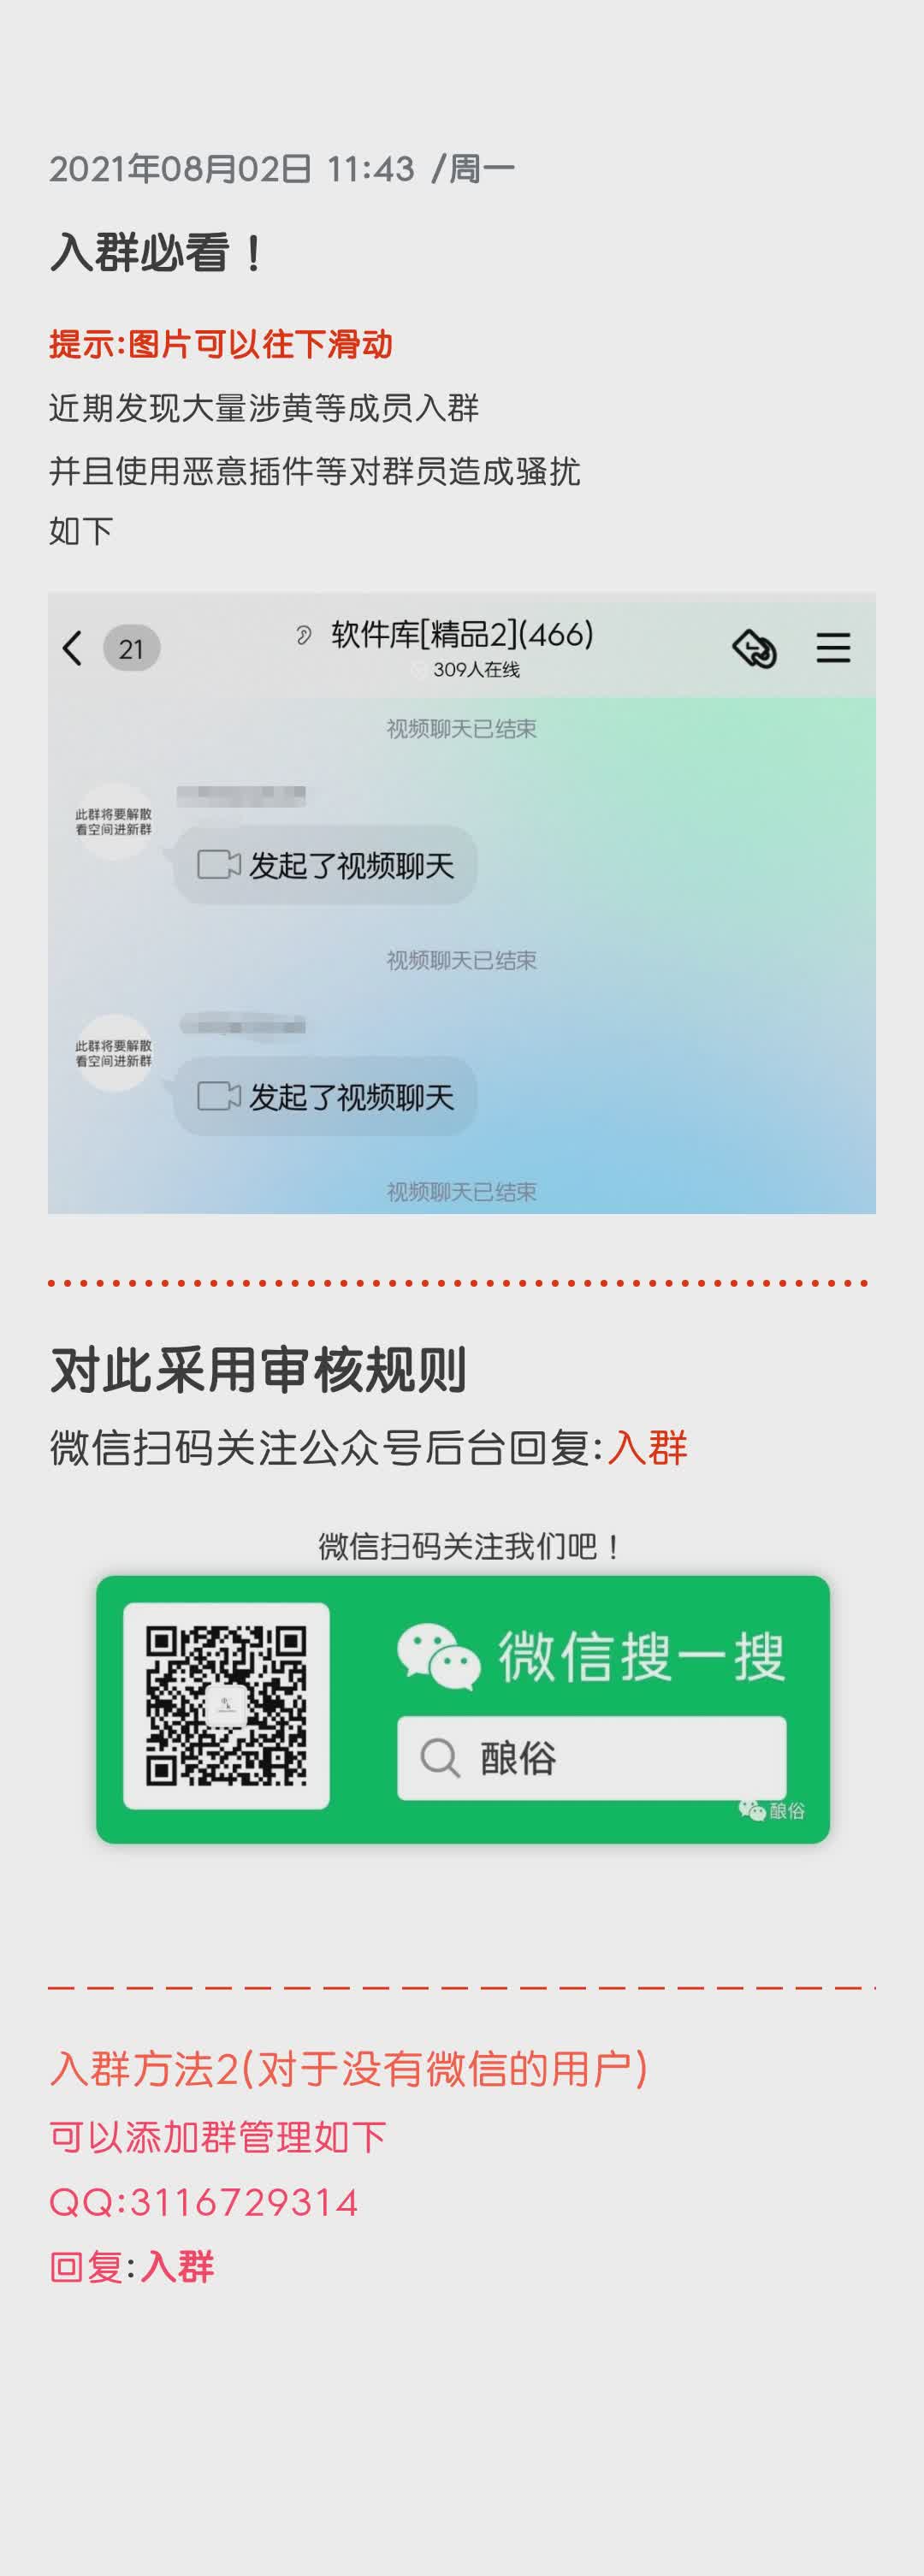 2021年08月02日 11:43 /周一
入群必看！
提示:图片可以往下滑动
近期发现大量涉黄等成员入群
并且使用恶意插件等对群员造成骚扰
如下
21
软件库[精品2](466)
309人在线
视频聊天已结束
此群将要解散
看空间进新群
发起了视频聊天
视频聊天已结束
此群将要解散
看空间进新群
发起了视频聊天
视频聊天已结束
对此采用审核规则
微信扫码关注公众号后台回复:入群
微信扫码关注我们吧！
微信搜一搜
酿俗
酿俗
入群方法2(对于没有微信的用户)
可以添加群管理如下
QQ:3116729314
回复:入群